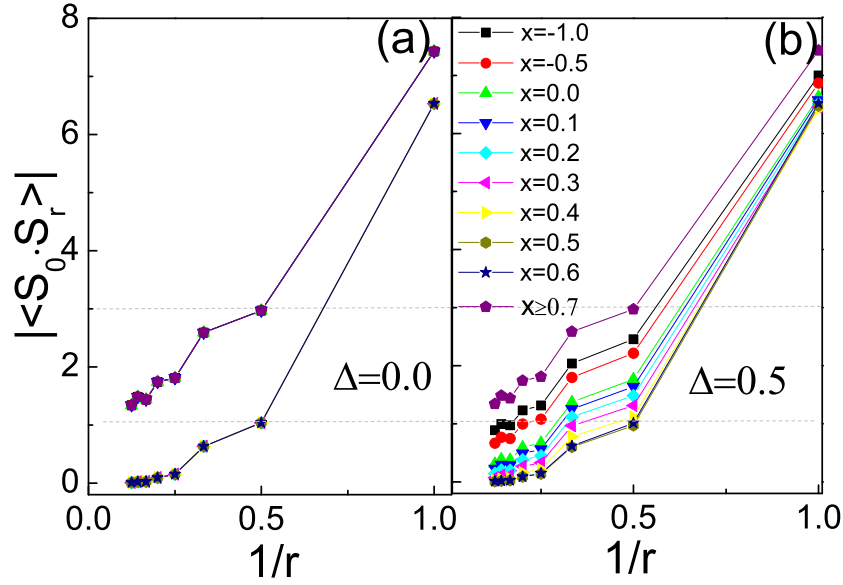 (a)
(b)
8
6
4
2
0
|<S₀·Sᵣ>|
x=-1.0
x=-0.5
x=0.0
x=0.1
x=0.2
x=0.3
x=0.4
x=0.5
x=0.6
x≥0.7
Δ=0.0
Δ=0.5
0.0 0.5 1.0
0.5 1.0
1/r
1/r